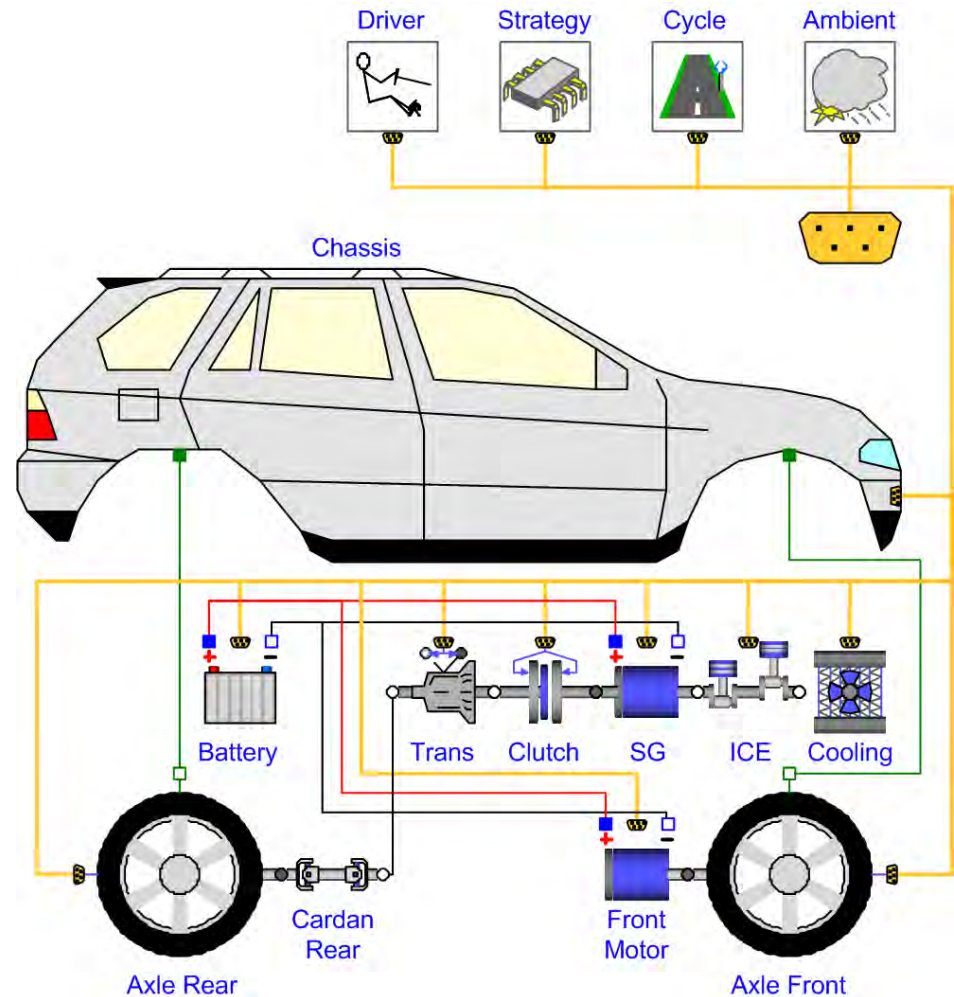 Driver
Strategy
Cycle
Ambient
Chassis
+
−
+
−
Battery
Trans
Clutch
SG
ICE
Cooling
+
−
Cardan
Rear
Front
Motor
Axle Rear
Axle Front